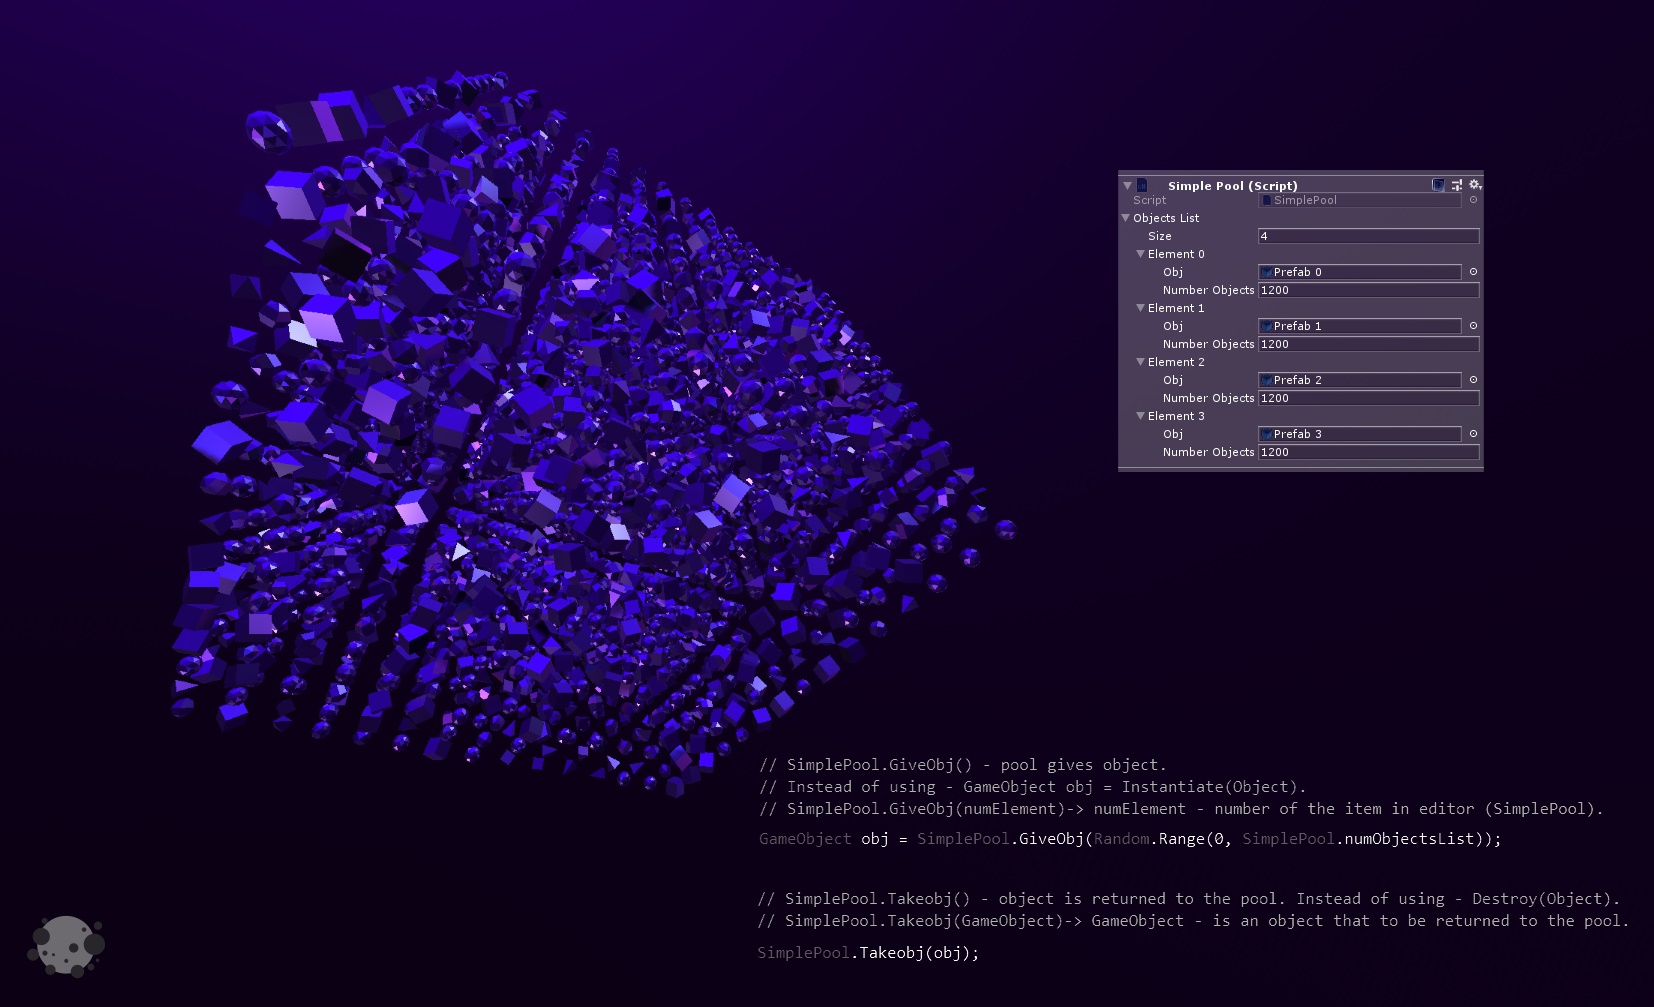 Simple Pool (Script)
Script SimplePool
Objects List
Size 4
Element 0
Obj Prefab 0
Number Objects 1200
Element 1
Obj Prefab 1
Number Objects 1200
Element 2
Obj Prefab 2
Number Objects 1200
Element 3
Obj Prefab 3
Number Objects 1200
// SimplePool.GiveObj() - pool gives object.
// Instead of using - GameObject obj = Instantiate(Object).
// SimplePool.GiveObj(numElement)-> numElement - number of the item in editor (SimplePool).
GameObject obj = SimplePool.GiveObj(Random.Range(0, SimplePool.numObjectsList));
// SimplePool.Takeobj() - object is returned to the pool. Instead of using - Destroy(Object).
// SimplePool.Takeobj(GameObject)-> GameObject - is an object that to be returned to the pool.
SimplePool.Takeobj(obj);